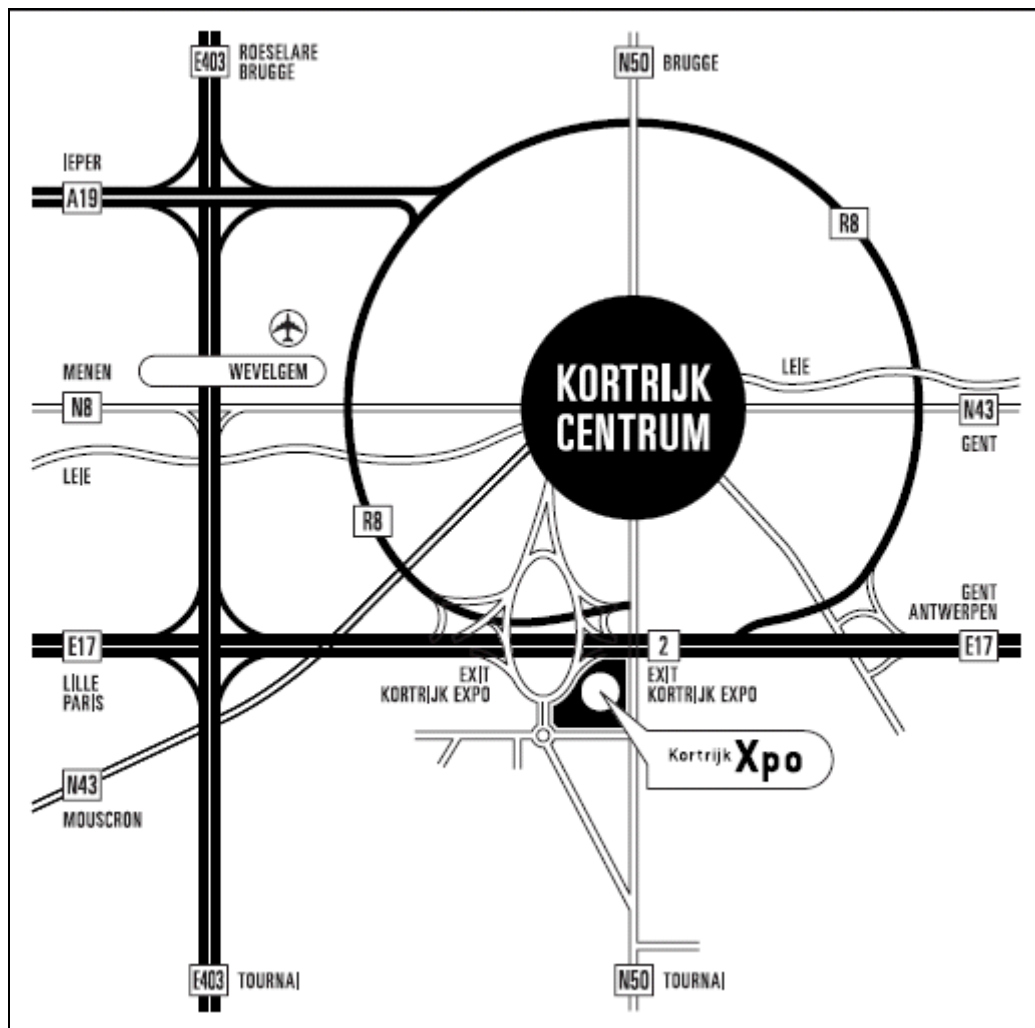 E403
ROESELARE
BRUGGE
N50
BRUGGE
IEPER
A19
R8
MENEN
WEVELGEM
N8
LEIE
KORTRIJK
CENTRUM
LEIE
N43
GENT
R8
GENT
ANTWERPEN
E17
LILLE
PARIS
EXIT
KORTRIJK EXPO
2
EXIT
KORTRIJK EXPO
E17
Kortrijk Xpo
N43
MOUSCRON
E403
TOURNAI
N50
TOURNAI